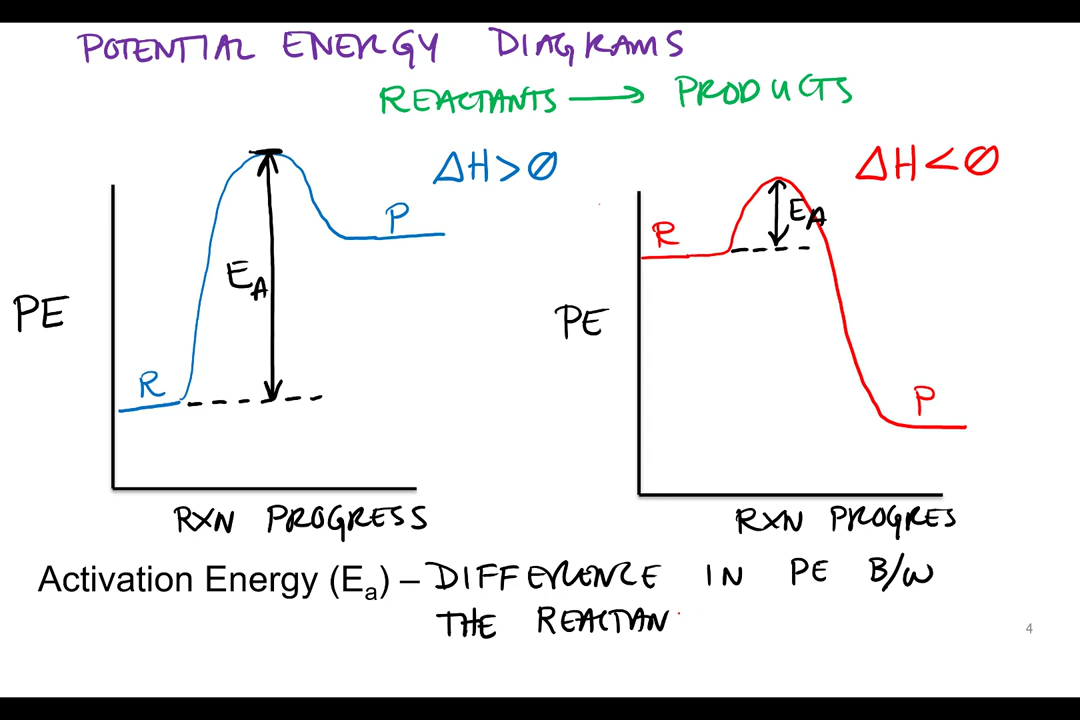 POTENTIAL ENERGY DIAGRAMS
REACTANTS → PRODUCTS
ΔH > 0
P
EA
PE
R
RXN PROGRESS
ΔH < 0
R
EA
PE
P
RXN PROGRES
Activation Energy (Ea) – DIFFERENCE IN PE B/W
THE REACTAN
4